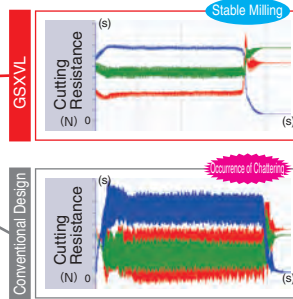 Stable Milling
(s)
GSXVL
Cutting
Resistance
(N) 0
(s)
Occurrence of Chattering
(s)
Conventional Design
Cutting
Resistance
(N) 0
(s)